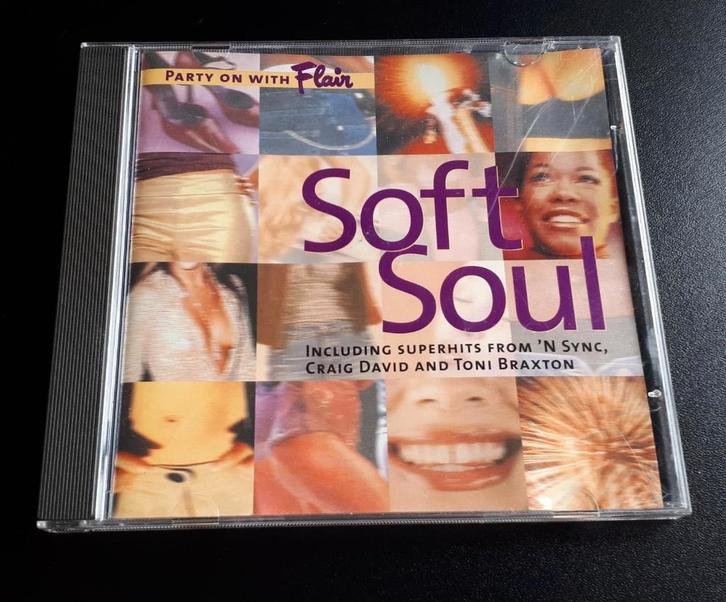 PARTY ON WITH Flair
Soft
Soul
INCLUDING SUPERHITS FROM 'N SYNC,
CRAIG DAVID AND TONI BRAXTON